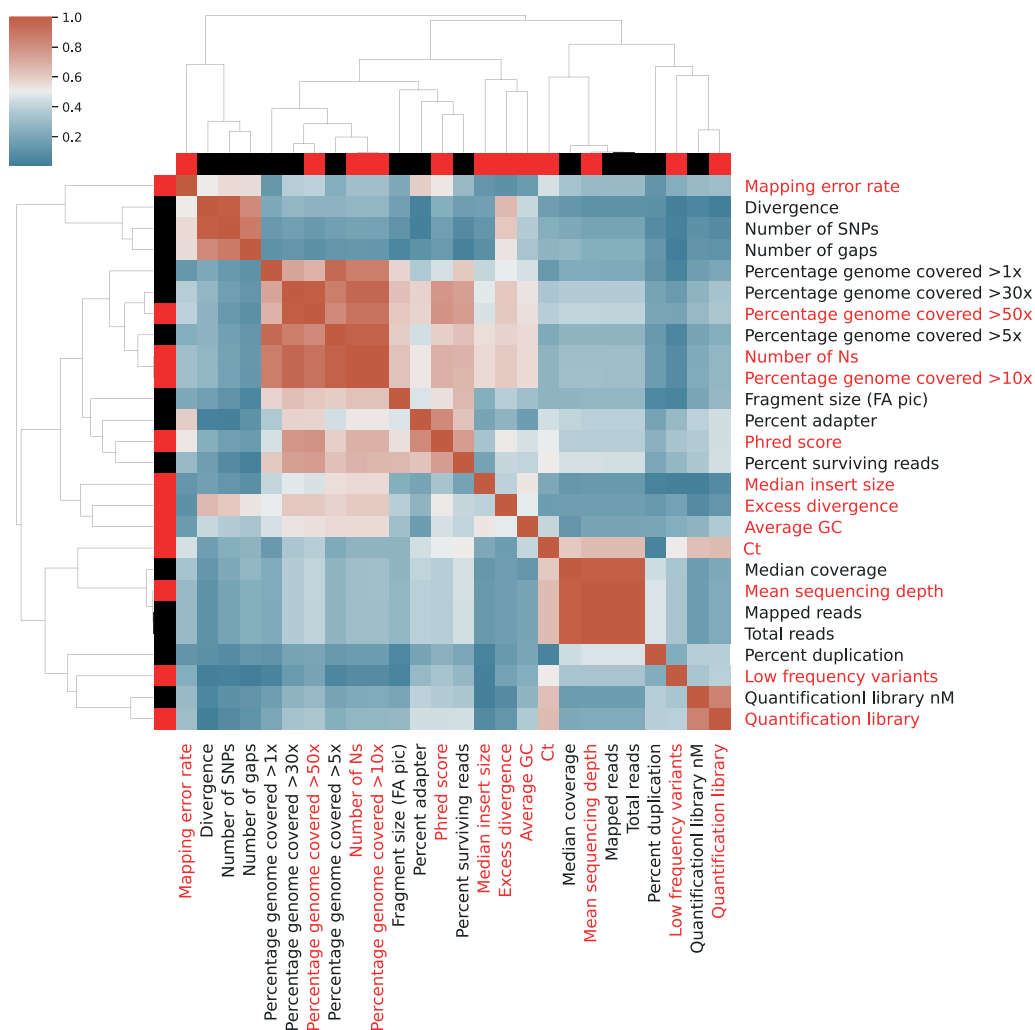 1.0
0.8
0.6
0.4
0.2
Mapping error rate
Divergence
Number of SNPs
Number of gaps
Percentage genome covered >1x
Percentage genome covered >30x
Percentage genome covered >50x
Percentage genome covered >5x
Number of Ns
Percentage genome covered >10x
Fragment size (FA pic)
Percent adapter
Phred score
Percent surviving reads
Median insert size
Excess divergence
Average GC
Ct
Median coverage
Mean sequencing depth
Mapped reads
Total reads
Percent duplication
Low frequency variants
Quantificationl library nM
Quantification library
Mapping error rate
Divergence
Number of SNPs
Number of gaps
Percentage genome covered >1x
Percentage genome covered >30x
Percentage genome covered >50x
Percentage genome covered >5x
Number of Ns
Percentage genome covered >10x
Fragment size (FA pic)
Percent adapter
Phred score
Percent surviving reads
Median insert size
Excess divergence
Average GC
Ct
Median coverage
Mean sequencing depth
Mapped reads
Total reads
Percent duplication
Low frequency variants
Quantificationl library nM
Quantification library